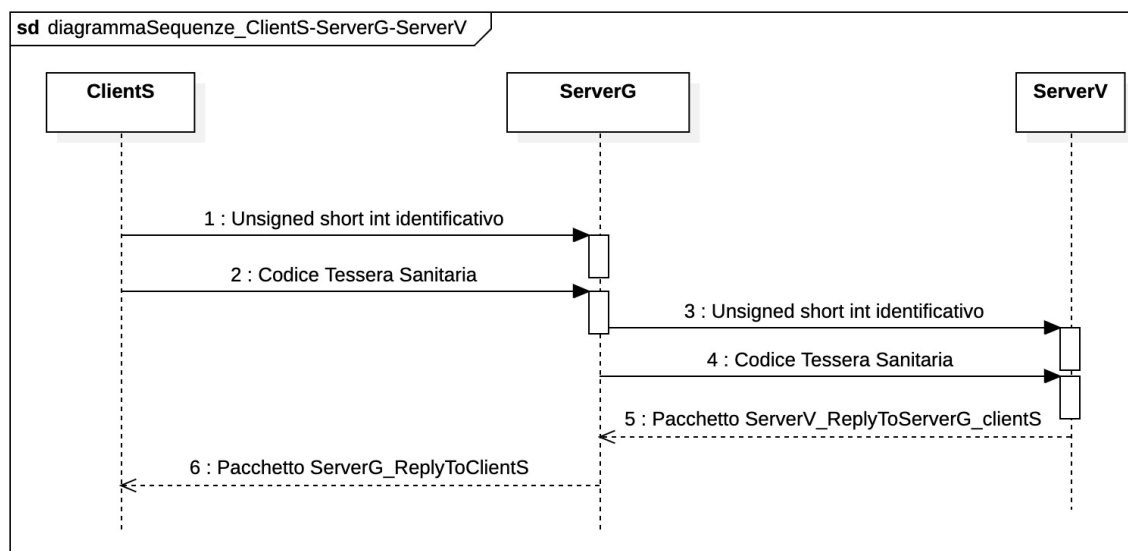 sd diagrammaSequenze_ClientS-ServerG-ServerV
ClientS
ServerG
ServerV
1 : Unsigned short int identificativo
2 : Codice Tessera Sanitaria
3 : Unsigned short int identificativo
4 : Codice Tessera Sanitaria
5 : Pacchetto ServerV_ReplyToServerG_clientS
6 : Pacchetto ServerG_ReplyToClientS